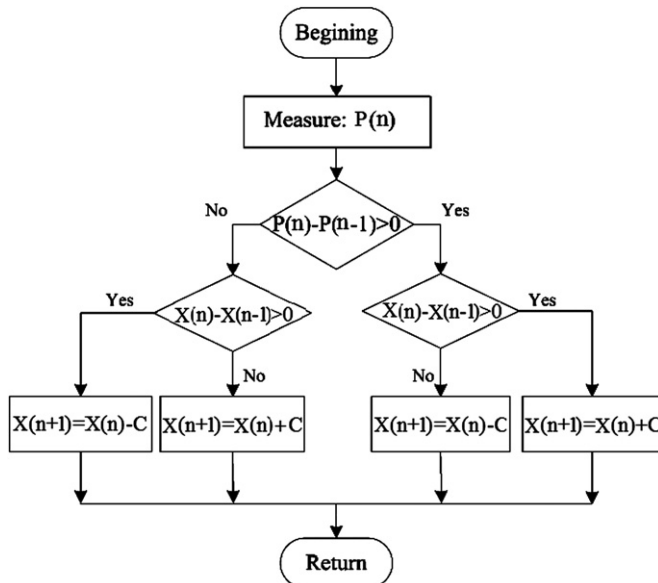 Begining
Measure: P(n)
No
Yes
P(n)-P(n-1)>0
Yes
X(n)-X(n-1)>0
X(n)-X(n-1)>0
Yes
No
No
X(n+1)=X(n)-C
X(n+1)=X(n)+C
X(n+1)=X(n)-C
X(n+1)=X(n)+C
Return